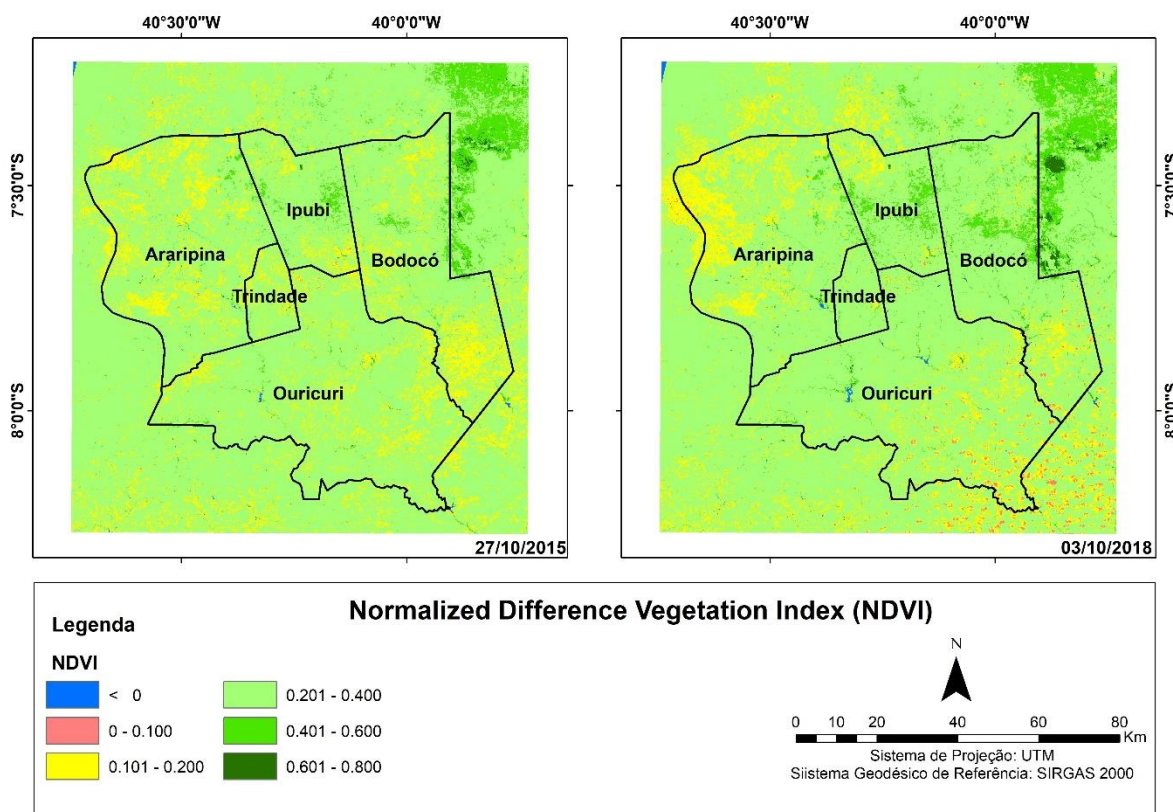 40°30'0"W 40°0'0"W 40°30'0"W 40°0'0"W
7°30'0"S
8°0'0"S
Ipubi
Araripina
Bodocó
Trindade
Ouricuri
27/10/2015
Ipubi
Araripina
Bodocó
Trindade
Ouricuri
03/10/2018
7°30'0"S
8°0'0"S
Normalized Difference Vegetation Index (NDVI)
Legenda
NDVI
< 0
0 - 0.100
0.101 - 0.200
0.201 - 0.400
0.401 - 0.600
0.601 - 0.800
N
0 10 20 40 60 80
Km
Sistema de Projeção: UTM
Siistema Geodésico de Referência: SIRGAS 2000